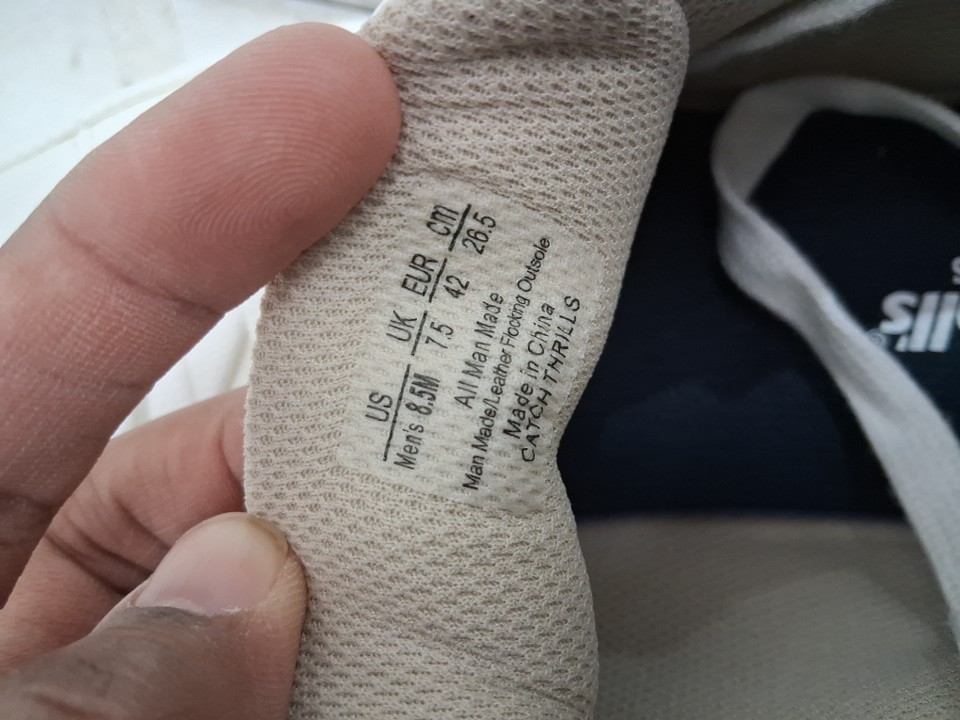 US UK EUR cm
Men's 8.5M 7.5 42 26.5
All Man Made
Man Made/Leather Flocking Outsole
Made in China
CATCH THRILLS